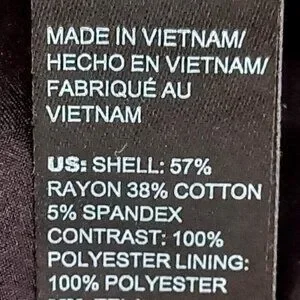 MADE IN VIETNAM/
HECHO EN VIETNAM/
FABRIQUÉ AU
VIETNAM
US: SHELL: 57%
RAYON 38% COTTON
5% SPANDEX
CONTRAST: 100%
POLYESTER LINING:
100% POLYESTER